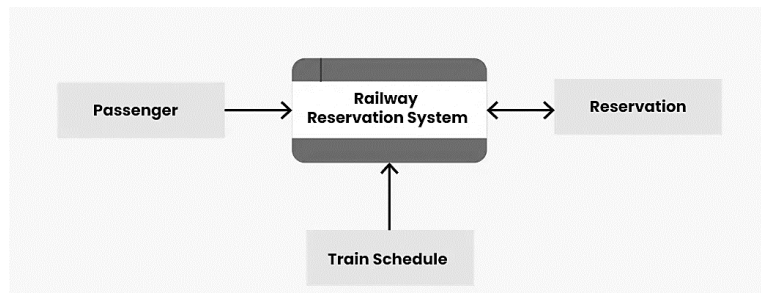 Passenger
Railway
Reservation System
Reservation
Train Schedule